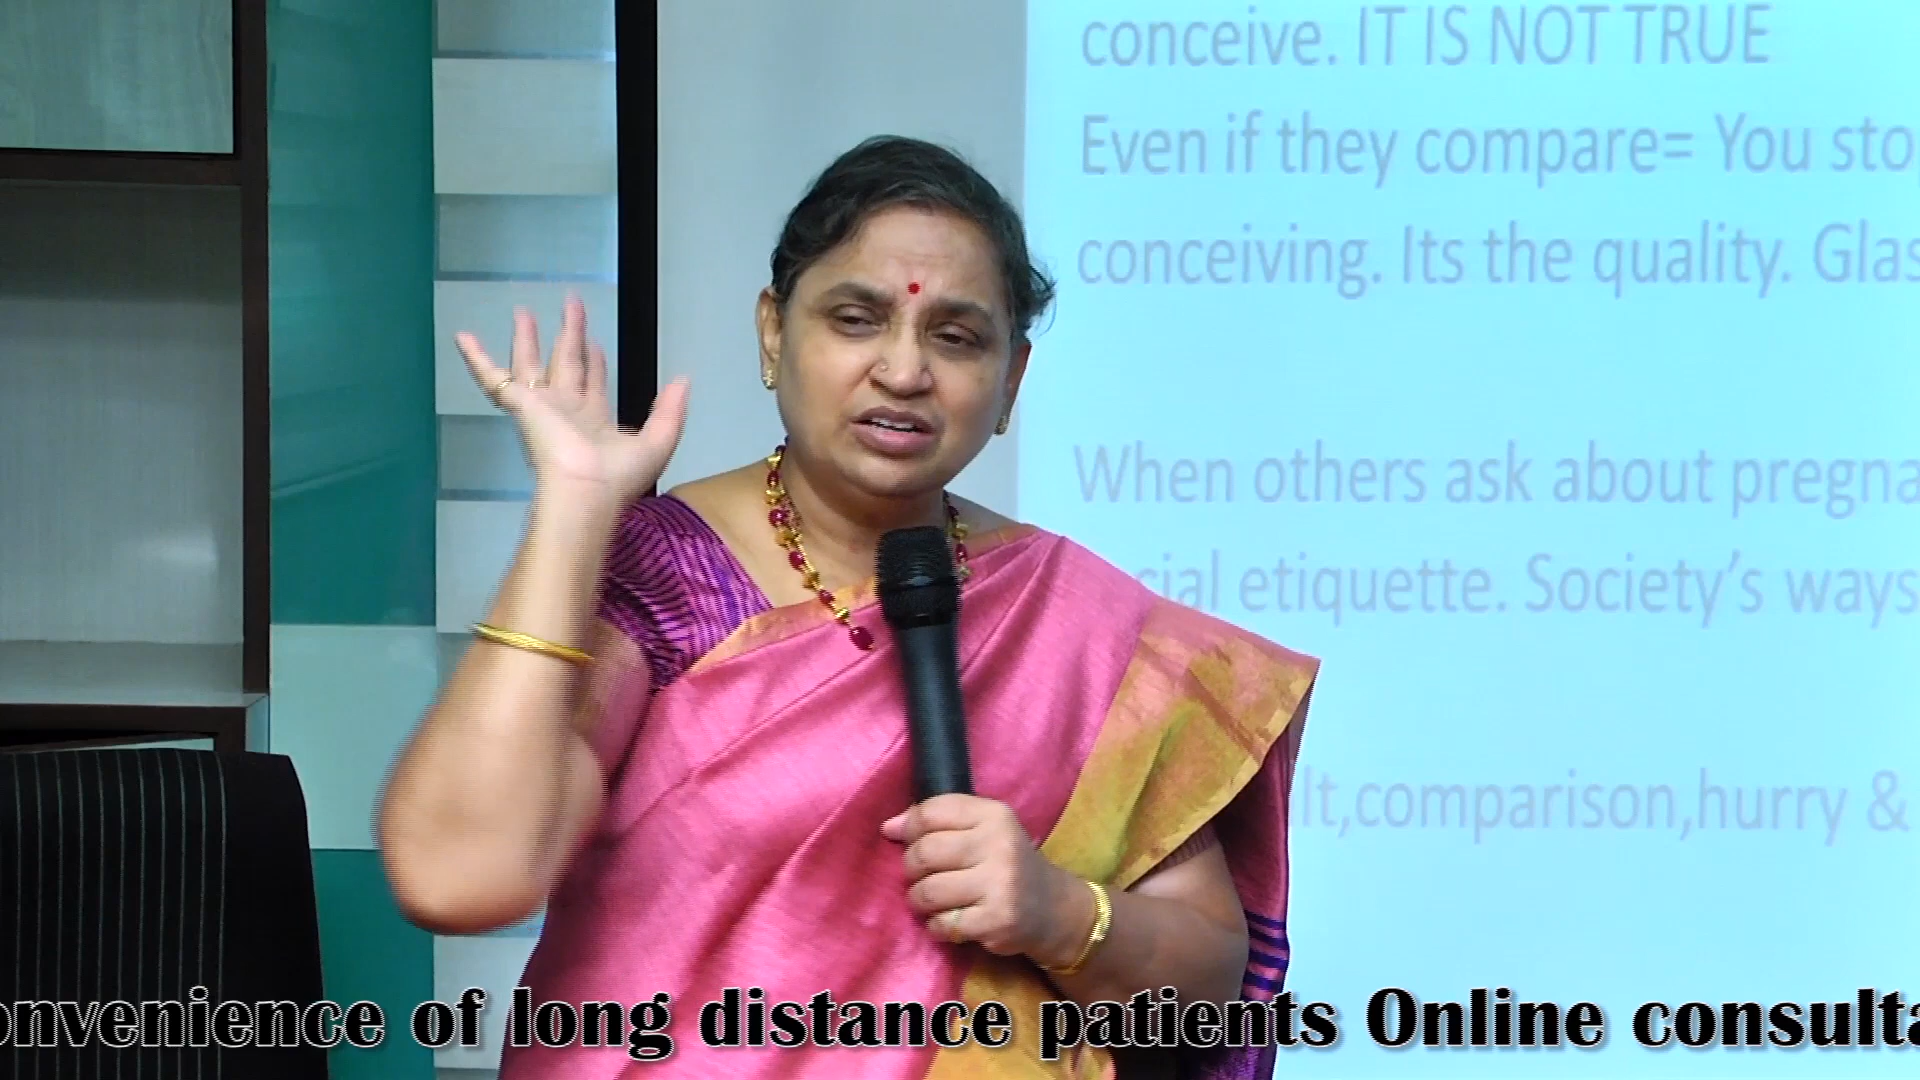 conceive. IT IS NOT TRUE
Even if they compare= You sto
conceiving. Its the quality. Glas
When others ask about pregna
cial etiquette. Society's ways
lt,comparison,hurry &
onvenience of long distance patients Online consulta